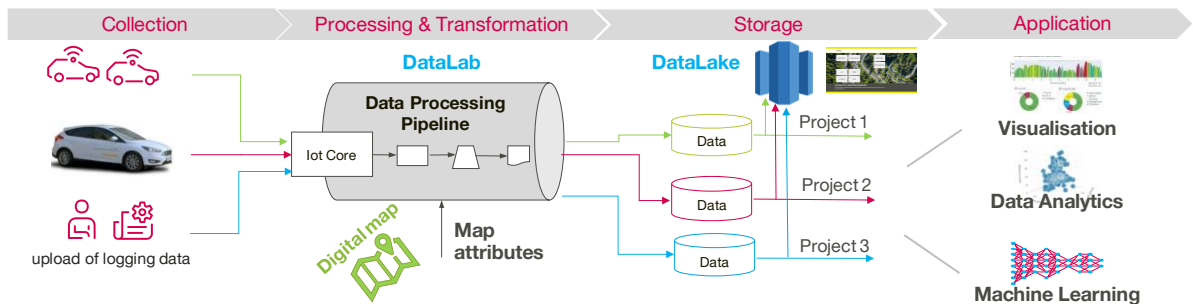 Collection
Processing & Transformation
Storage
Application
DataLab
DataLake
Data Processing
Pipeline
Iot Core
Digital map
Map
attributes
upload of logging data
Data
Project 1
Data
Project 2
Data
Project 3
Visualisation
Data Analytics
Machine Learning